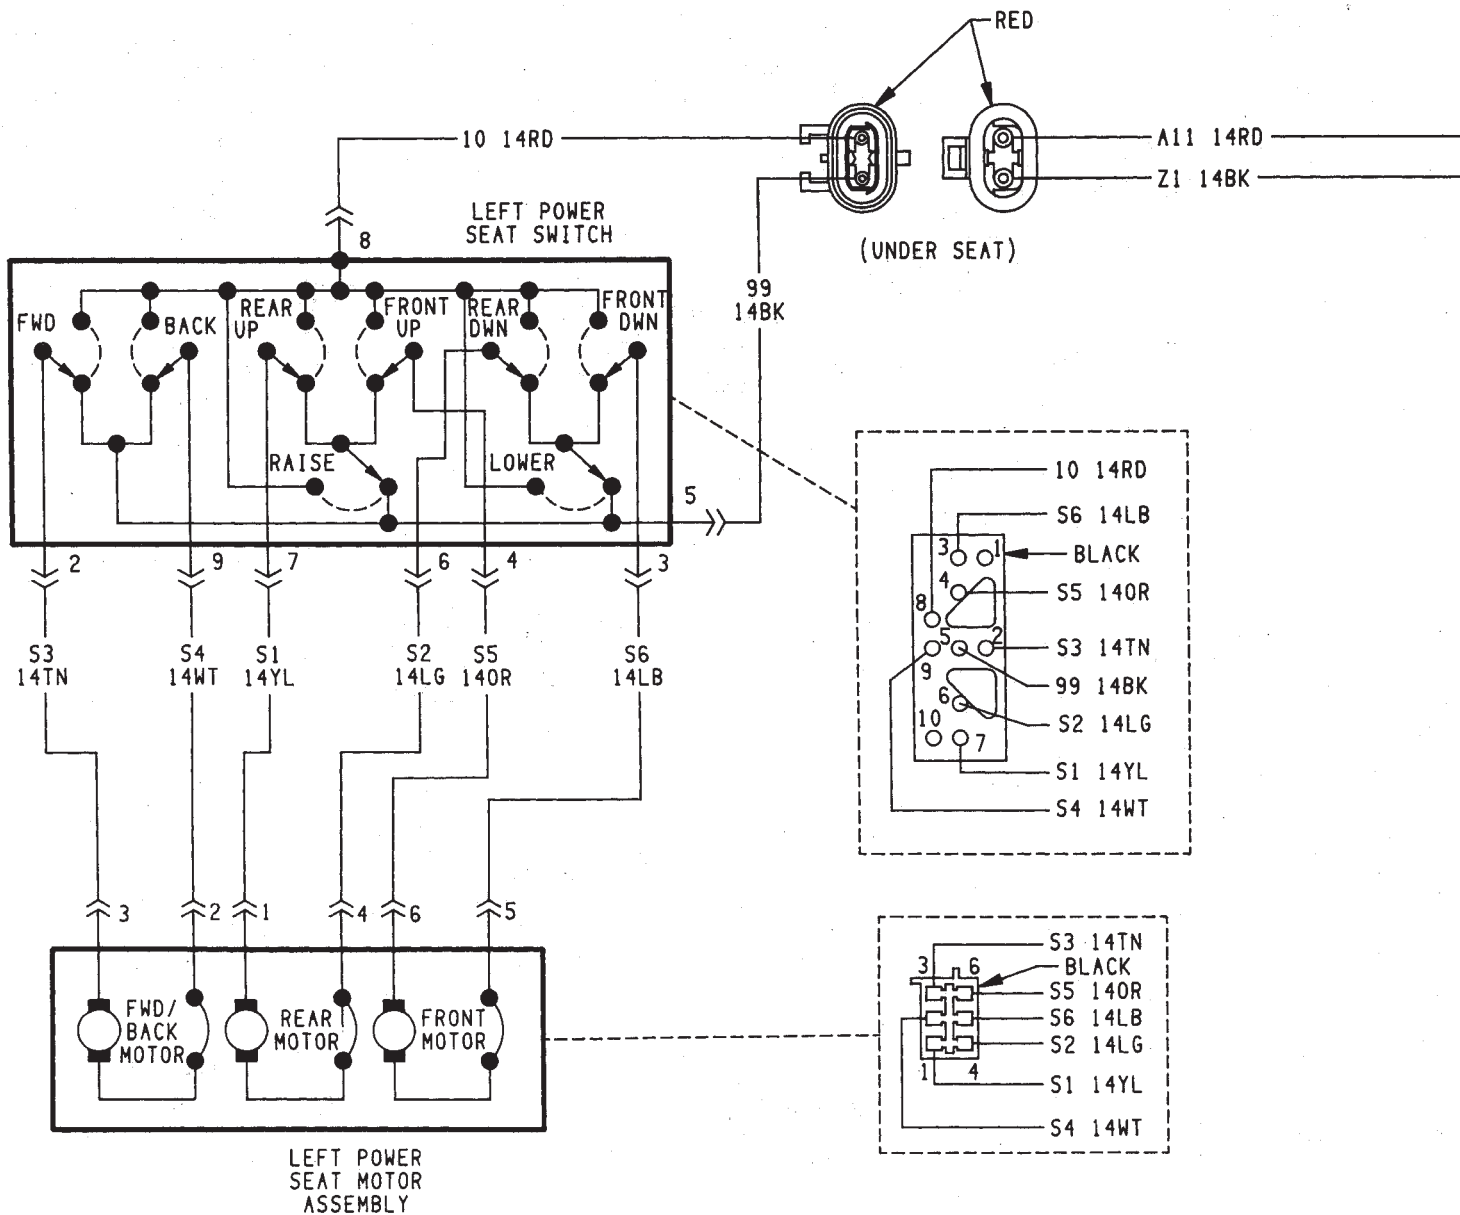 RED
10 14RD
A11 14RD
Z1 14BK
(UNDER SEAT)
LEFT POWER
SEAT SWITCH
8
99
14BK
FWD
BACK
REAR
UP
FRONT
UP
REAR
DWN
FRONT
DWN
RAISE
LOWER
5
2
9
7
6
4
3
S3
14TN
S4
14WT
S1
14YL
S2
14LG
S5
14OR
S6
14LB
3
2
1
4
6
5
FWD/
BACK
MOTOR
REAR
MOTOR
FRONT
MOTOR
LEFT POWER
SEAT MOTOR
ASSEMBLY
10 14RD
S6 14LB
3
1
BLACK
4
S5 14OR
8
5
2
S3 14TN
9
99 14BK
6
S2 14LG
10
7
S1 14YL
S4 14WT
S3 14TN
3
6
BLACK
S5 14OR
S6 14LB
S2 14LG
1
4
S1 14YL
S4 14WT